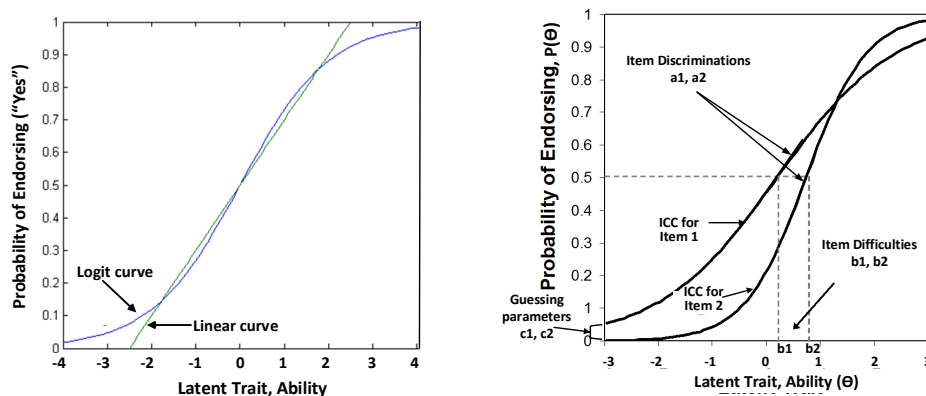 1
0.9
0.8
0.7
0.6
0.5
0.4
0.3
0.2
0.1
0
Probability of Endorsing (“Yes”)
Logit curve
Linear curve
-4 -3 -2 -1 0 1 2 3 4
Latent Trait, Ability
1
0.9
0.8
0.7
0.6
0.5
0.4
0.3
0.2
0.1
0
Probability of Endorsing, P(Θ)
Item Discriminations
a1, a2
ICC for
Item 1
ICC for
Item 2
Item Difficulties
b1, b2
Guessing
parameters
c1, c2
-3 -2 -1 0 b1 b2 2 3
Latent Trait, Ability (Θ)